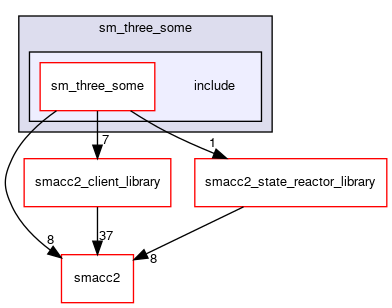 sm_three_some
sm_three_some
include
7
1
smacc2_client_library
smacc2_state_reactor_library
8
37
8
smacc2